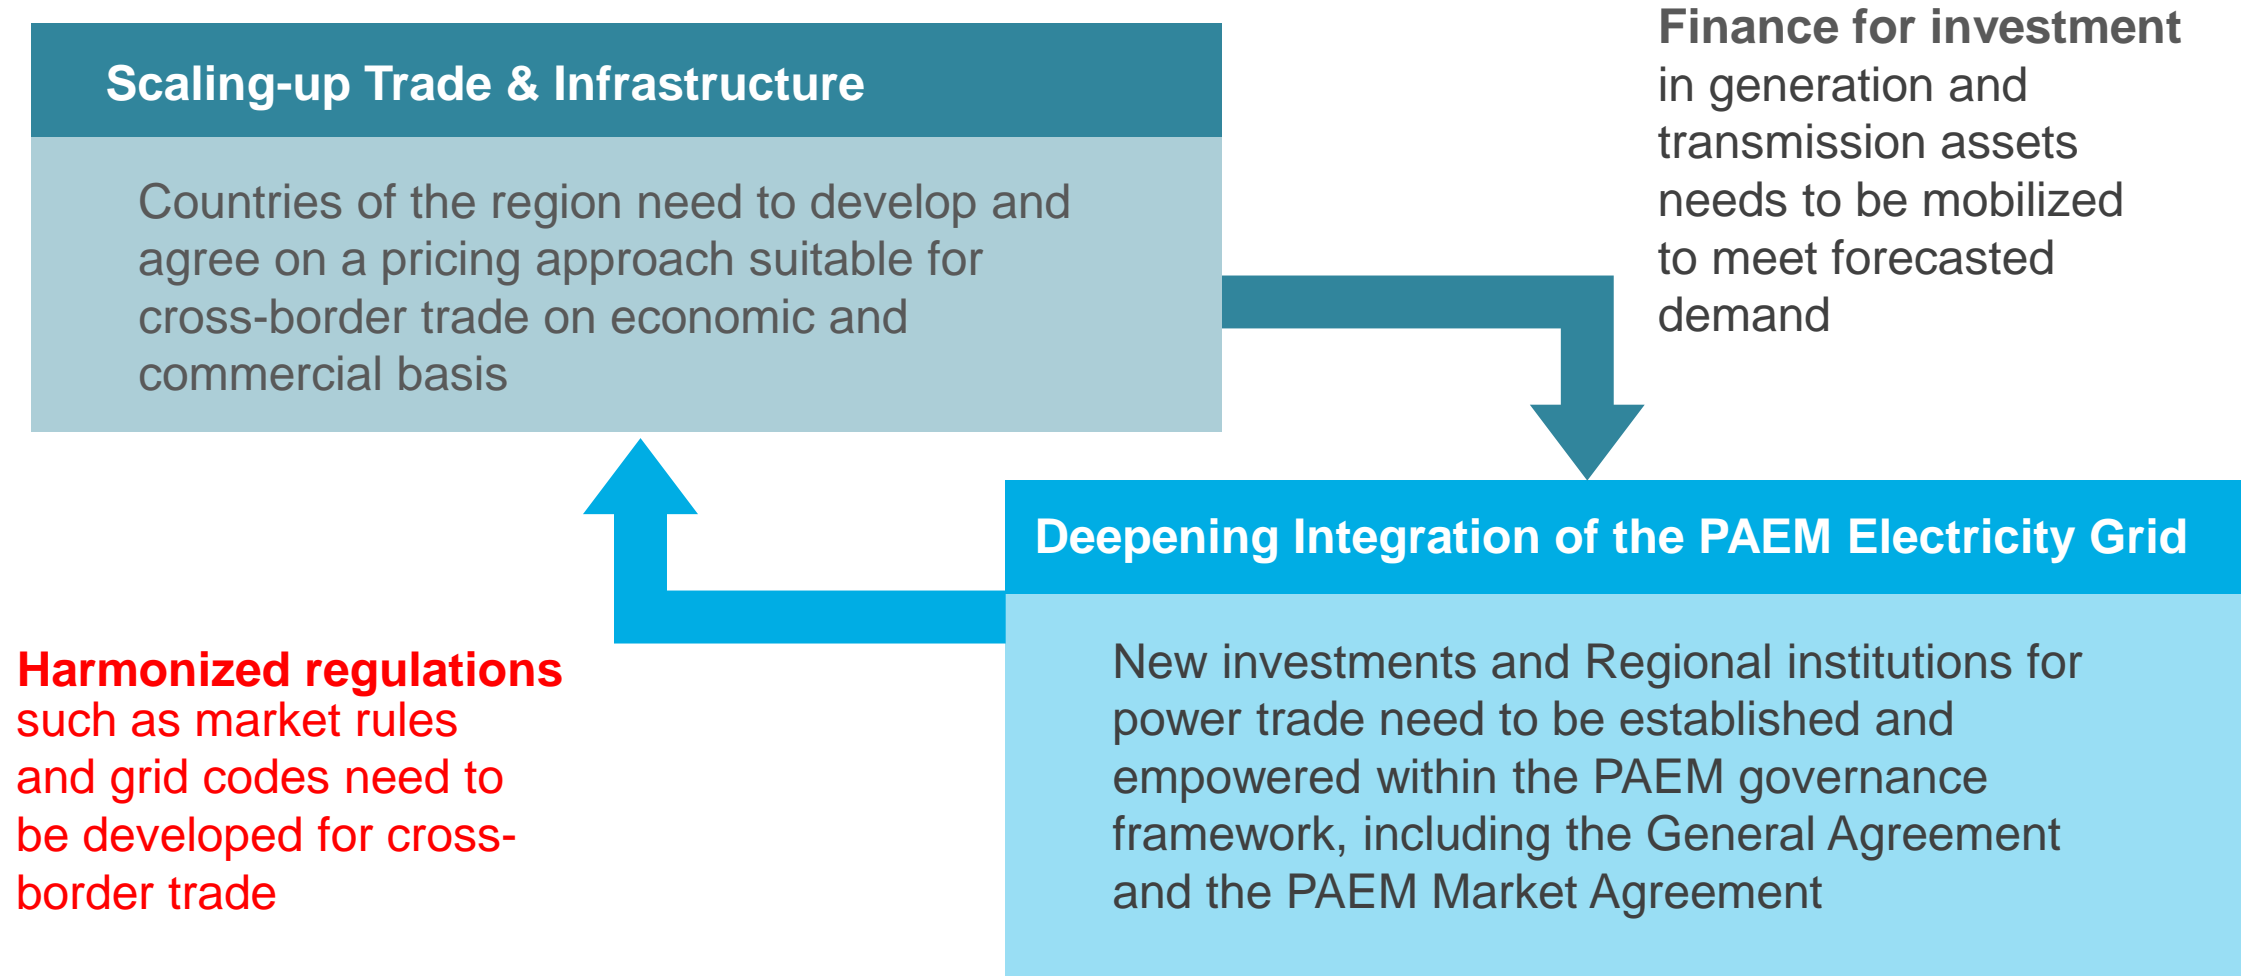 Scaling-up Trade & Infrastructure
Countries of the region need to develop and
agree on a pricing approach suitable for
cross-border trade on economic and
commercial basis
Finance for investment
in generation and
transmission assets
needs to be mobilized
to meet forecasted
demand
Deepening Integration of the PAEM Electricity Grid
New investments and Regional institutions for
power trade need to be established and
empowered within the PAEM governance
framework, including the General Agreement
and the PAEM Market Agreement
Harmonized regulations
such as market rules
and grid codes need to
be developed for cross-
border trade